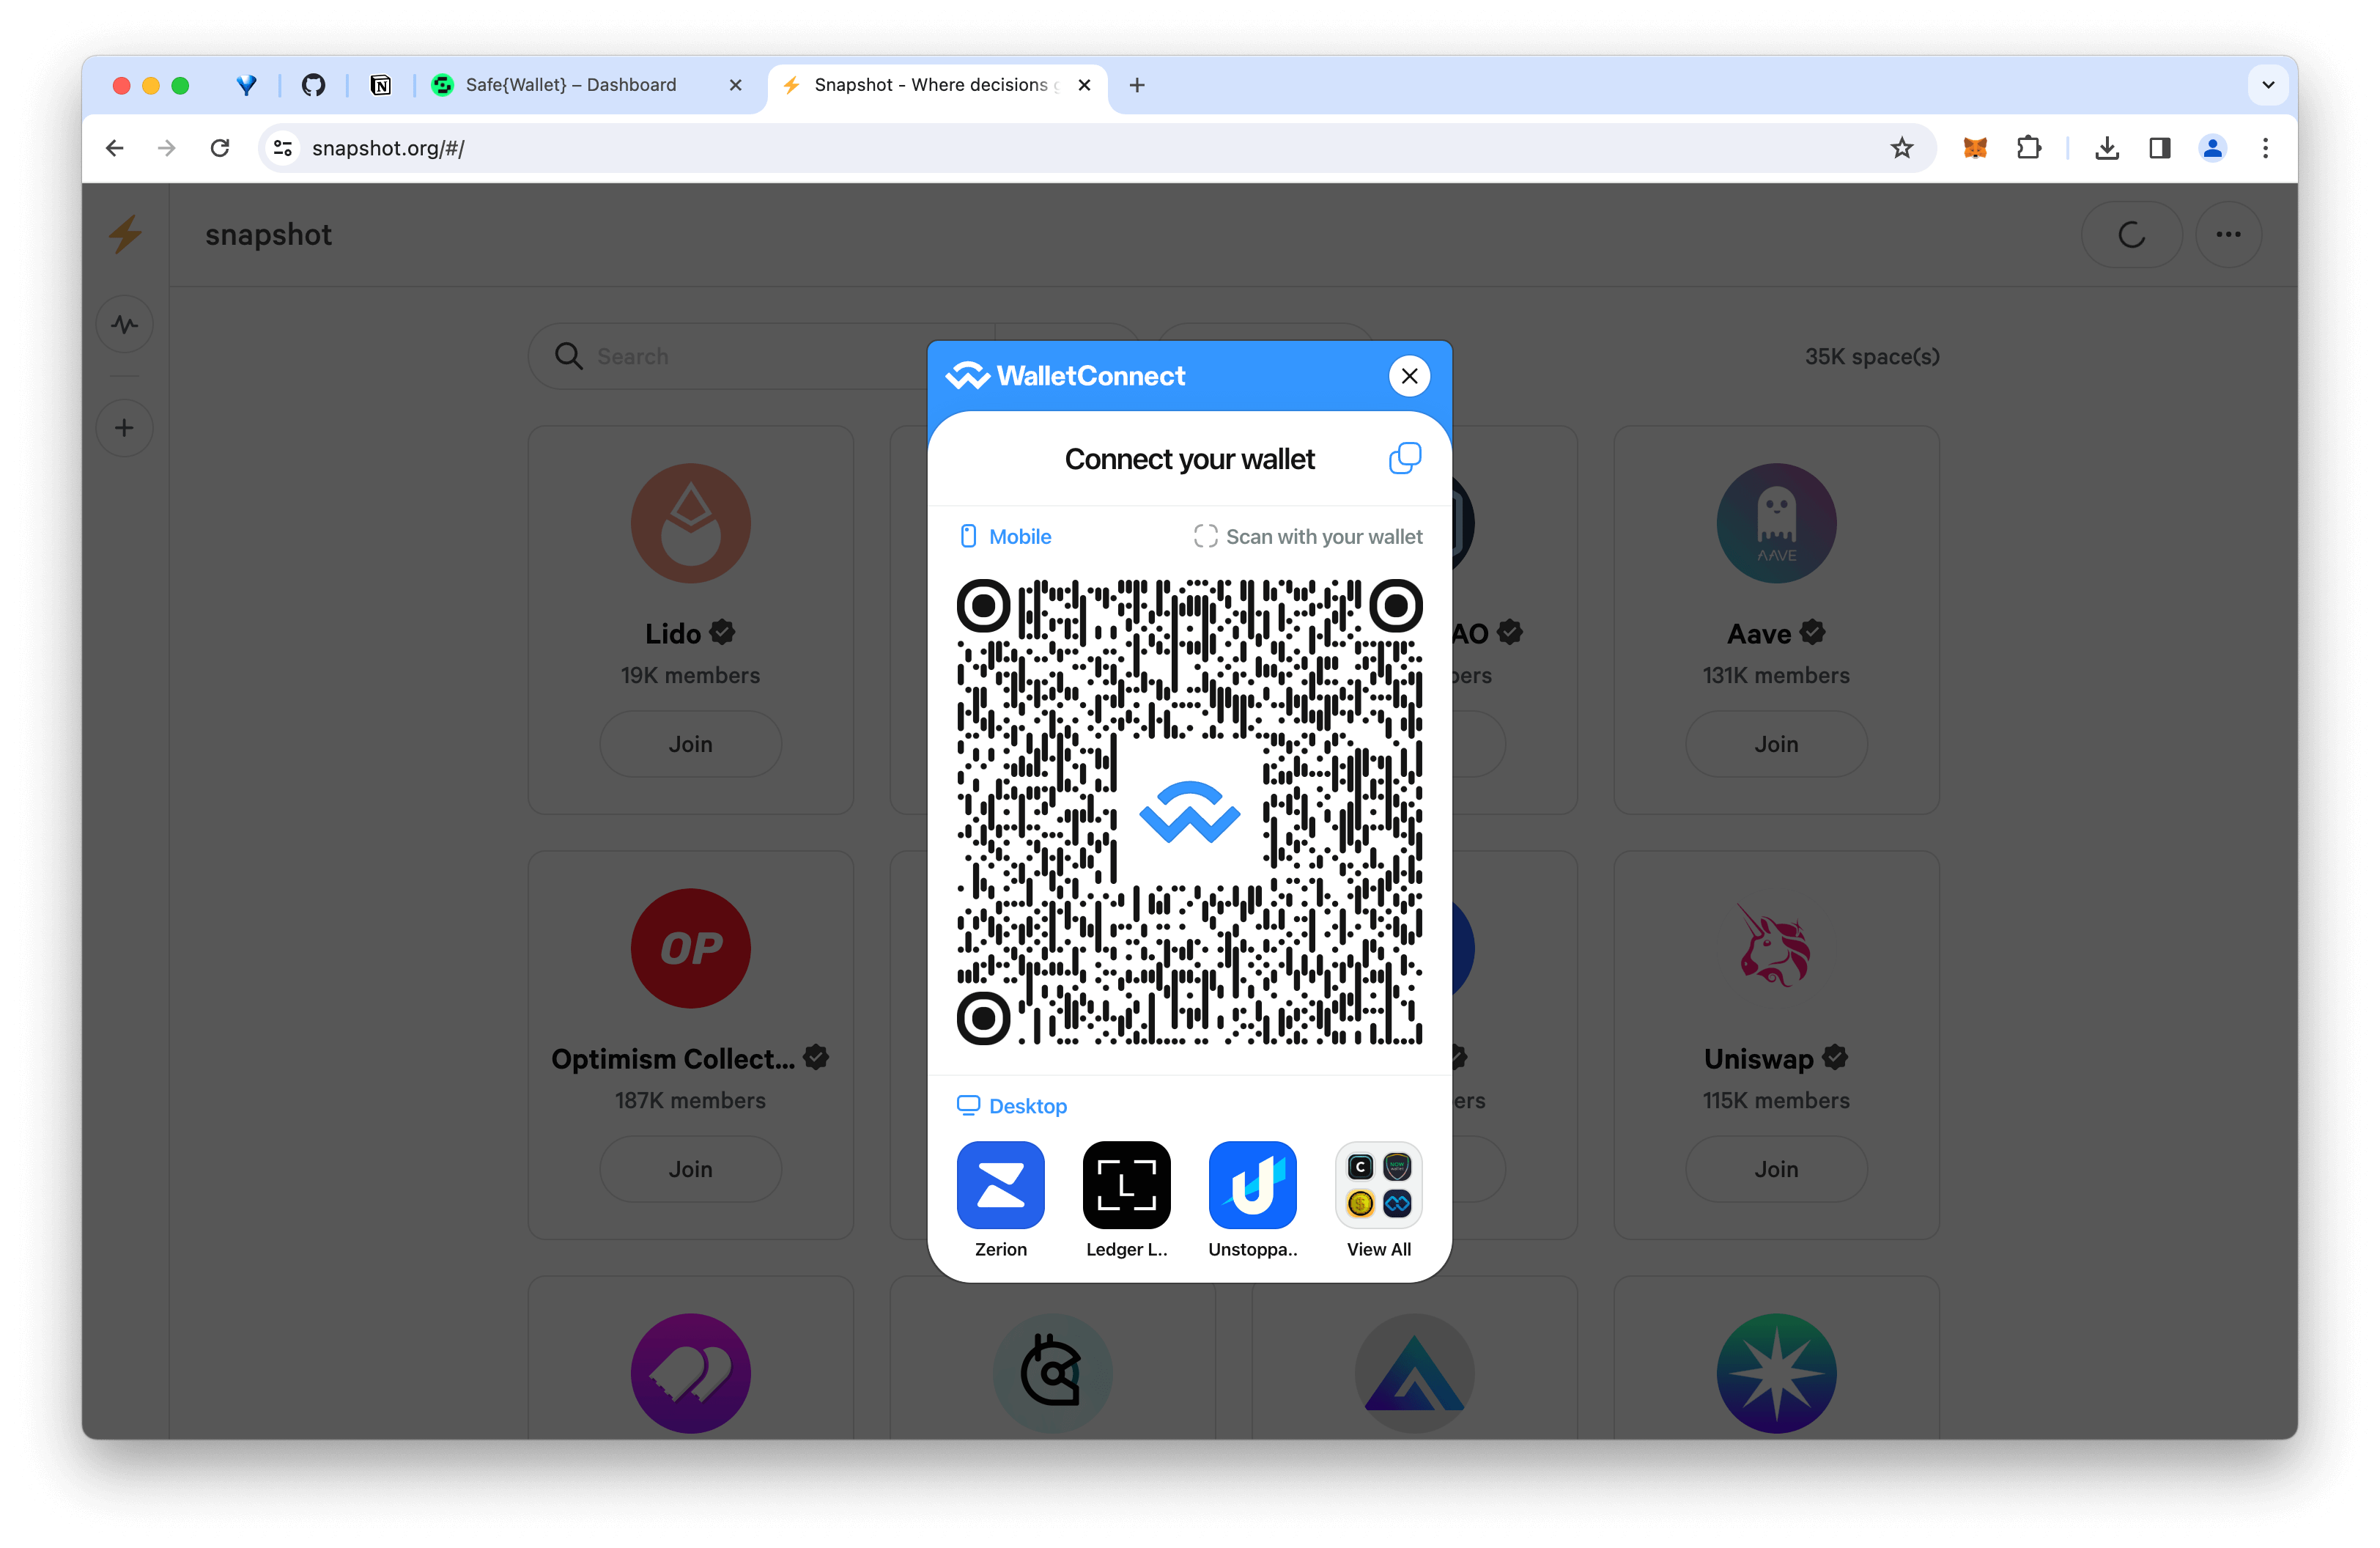 Safe{Wallet} – Dashboard
Snapshot - Where decisions g
snapshot.org/#/
snapshot
Search
35K space(s)
WalletConnect
Connect your wallet
Mobile
Scan with your wallet
Lido
19K members
Join
AO
bers
AAVE
Aave
131K members
Join
OP
Optimism Collect...
187K members
Join
ers
Uniswap
115K members
Join
Desktop
Zerion
Ledger L..
Unstoppa..
View All